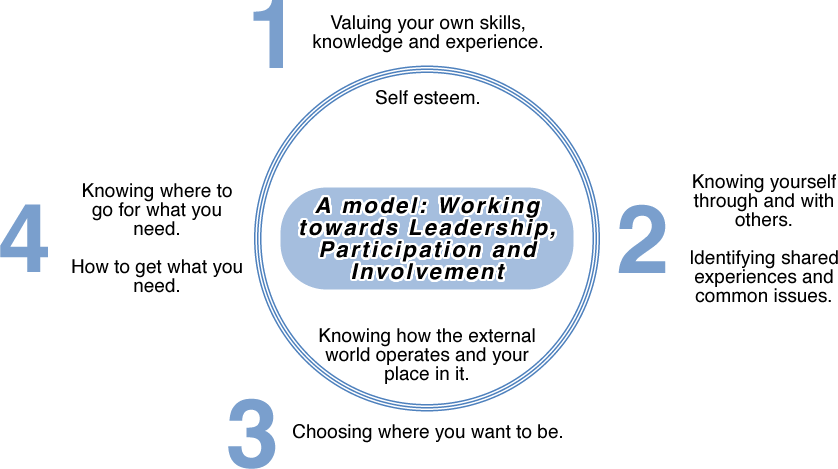 1
Valuing your own skills,
knowledge and experience.
Self esteem.
A model: Working
towards Leadership,
Participation and
Involvement
2
Knowing yourself
through and with
others.
Identifying shared
experiences and
common issues.
Knowing how the external
world operates and your
place in it.
3
Choosing where you want to be.
4
Knowing where to
go for what you
need.
How to get what you
need.